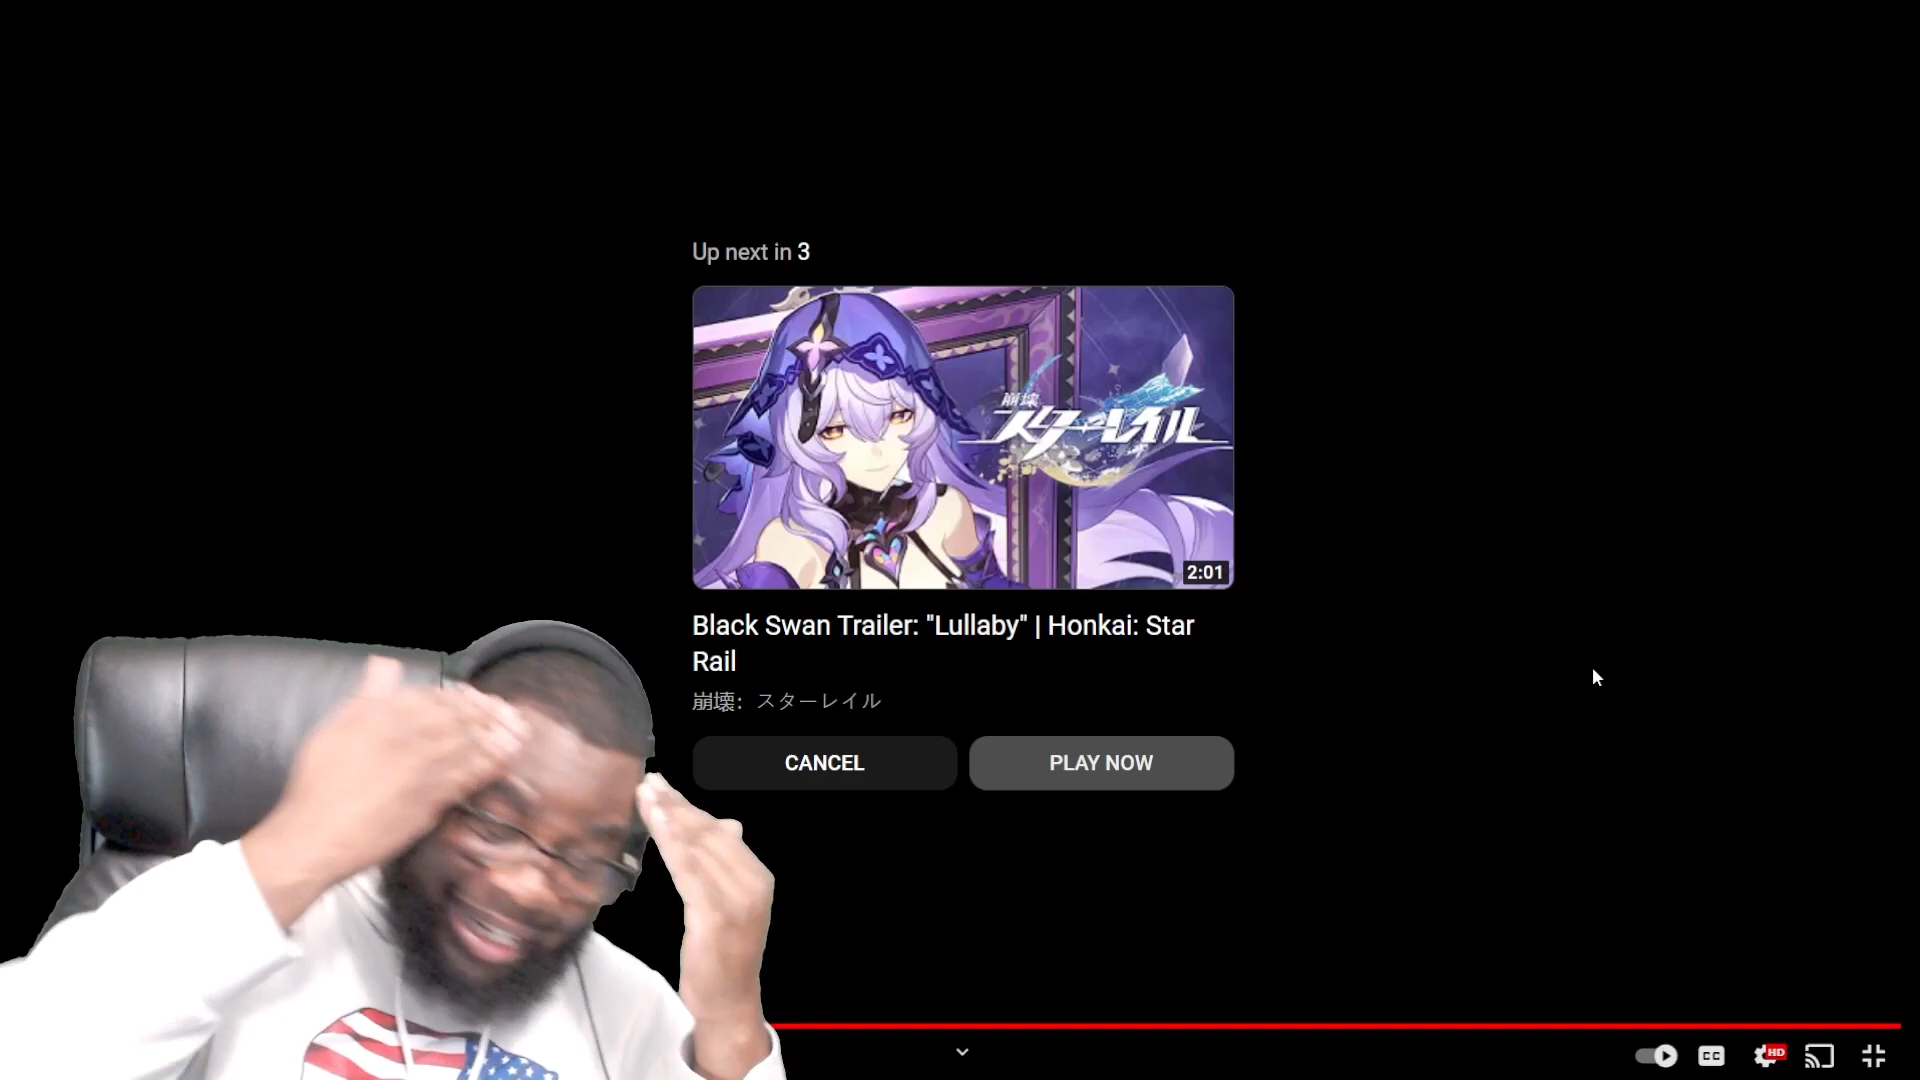 Up next in 3
崩壊
スターレイル
2:01
Black Swan Trailer: "Lullaby" | Honkai: Star
Rail
崩壊：スターレイル
CANCEL
PLAY NOW
CC
HD